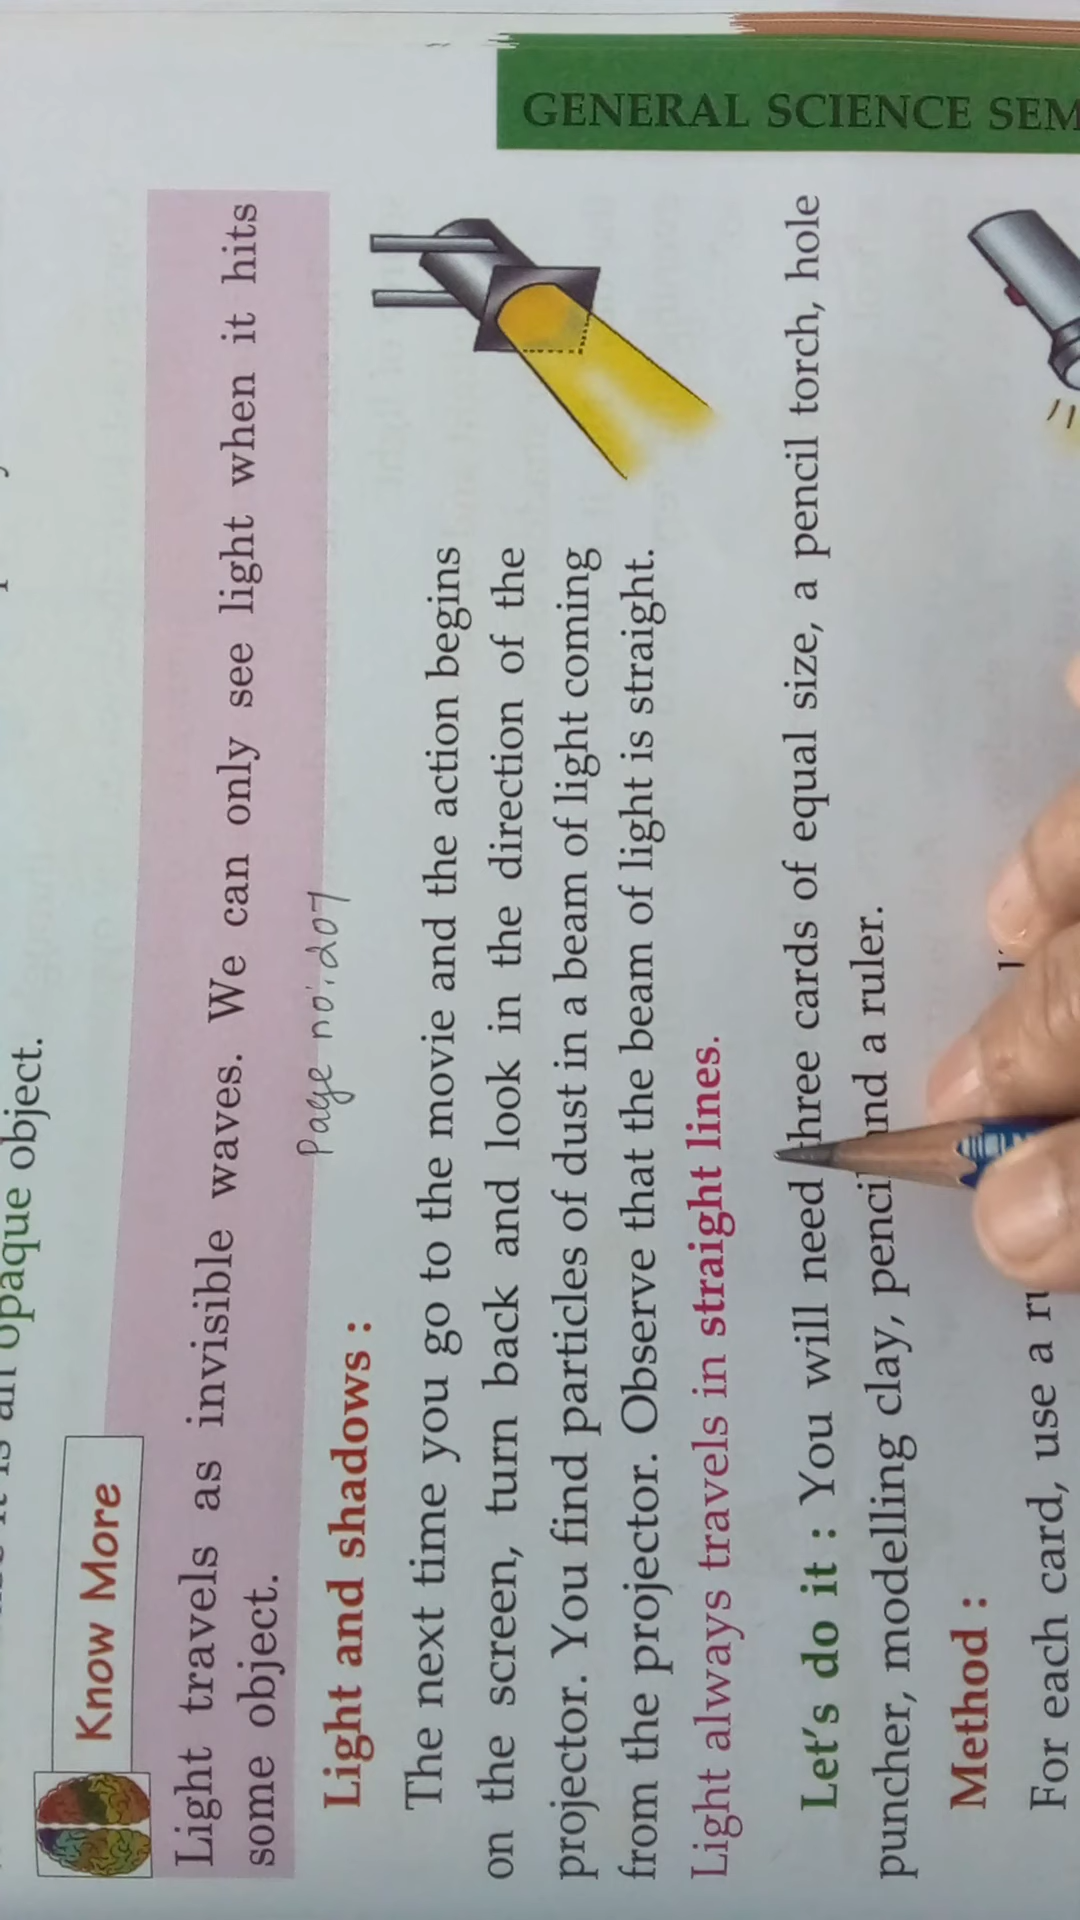 GENERAL SCIENCE SEM
opaque object.
Know More
Light travels as invisible waves. We can only see light when it hits
some object.
Page no:207
Light and shadows :
The next time you go to the movie and the action begins
on the screen, turn back and look in the direction of the
projector. You find particles of dust in a beam of light coming
from the projector. Observe that the beam of light is straight.
Light always travels in straight lines.
Let's do it : You will need three cards of equal size, a pencil torch, hole
puncher, modelling clay, pencil and a ruler.
Method :
For each card, use a